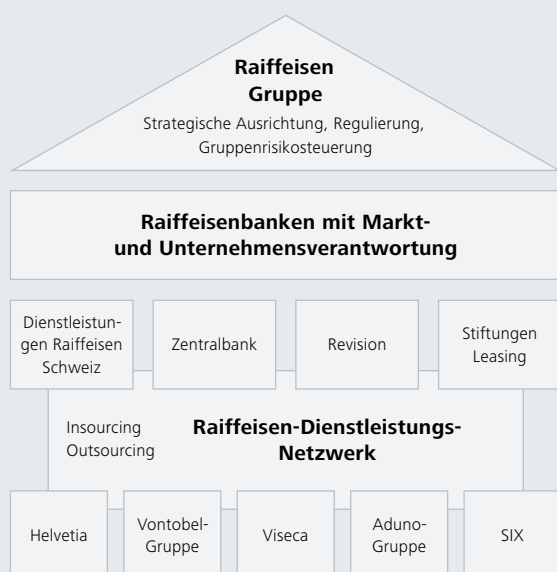 Raiffeisen
Gruppe
Strategische Ausrichtung, Regulierung,
Gruppenrisikosteuerung
Raiffeisenbanken mit Markt-
und Unternehmensverantwortung
Dienstleistun-
gen Raiffeisen
Schweiz
Zentralbank
Revision
Stiftungen
Leasing
Insourcing
Outsourcing
Raiffeisen-Dienstleistungs-
Netzwerk
Helvetia
Vontobel-
Gruppe
Viseca
Aduno-
Gruppe
SIX